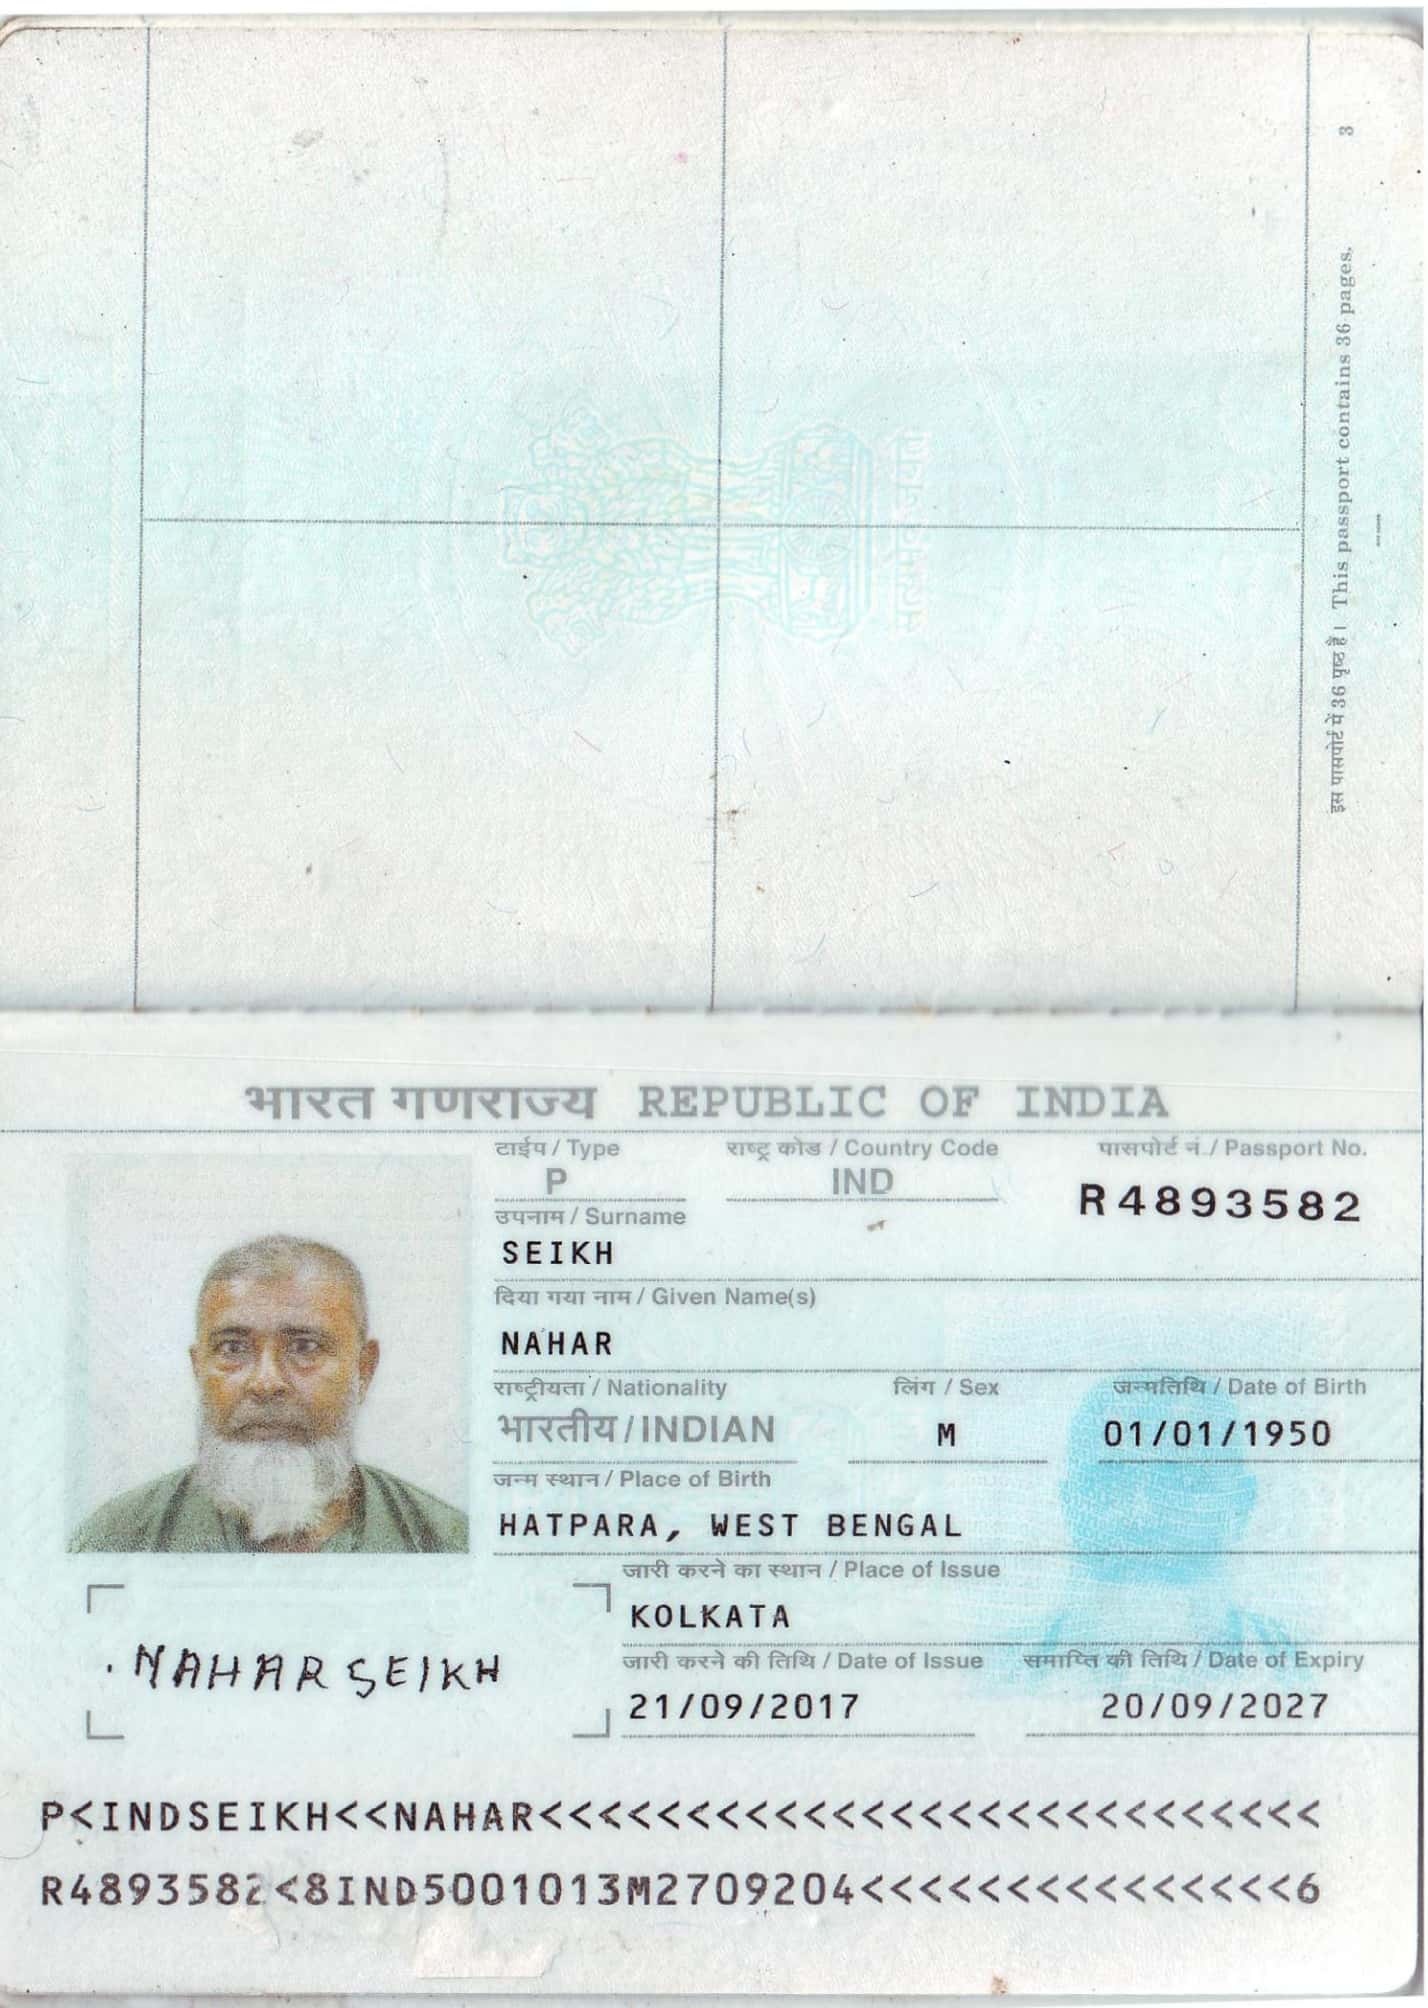 3
इस पासपोर्ट में 36 पृष्ठ हैं। This passport contains 36 pages.
भारत गणराज्य REPUBLIC OF INDIA
टाईप / Type राष्ट्र कोड / Country Code पासपोर्ट नं. / Passport No.
P IND R4893582
उपनाम / Surname
SEIKH
दिया गया नाम / Given Name(s)
NAHAR
राष्ट्रीयता / Nationality लिंग / Sex जन्मतिथि / Date of Birth
भारतीय / INDIAN M 01/01/1950
जन्म स्थान / Place of Birth
HATPARA, WEST BENGAL
जारी करने का स्थान / Place of Issue
KOLKATA
NAHAR SEIKH
जारी करने की तिथि / Date of Issue समाप्ति की तिथि / Date of Expiry
21/09/2017 20/09/2027
P<INDSEIKH<<NAHAR<<<<<<<<<<<<<<<<<<<<<<<<<<<
R4893582<8IND5001013M2709204<<<<<<<<<<<<<<<6